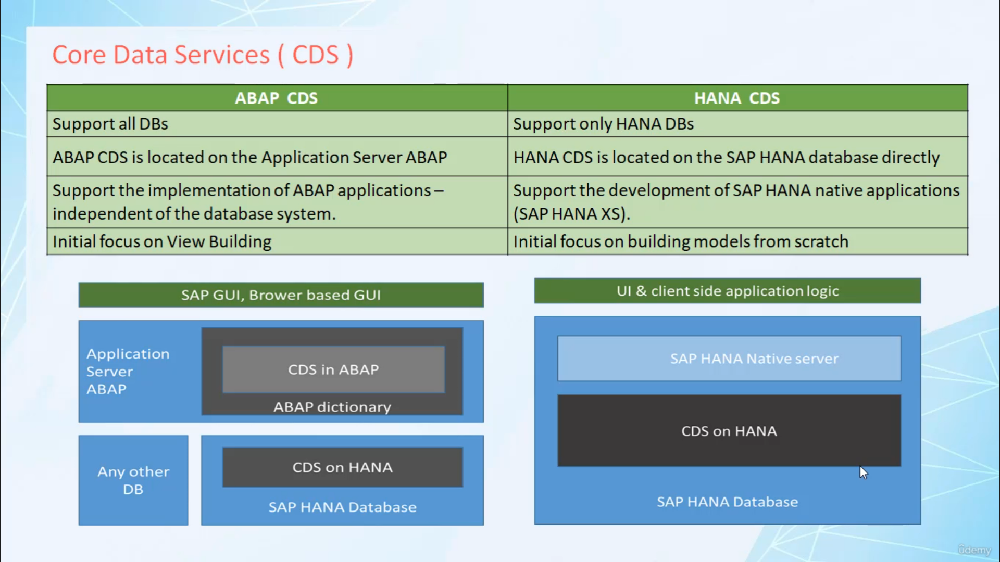 Core Data Services ( CDS )
ABAP CDS
HANA CDS
Support all DBs
Support only HANA DBs
ABAP CDS is located on the Application Server ABAP
HANA CDS is located on the SAP HANA database directly
Support the implementation of ABAP applications –
independent of the database system.
Support the development of SAP HANA native applications
(SAP HANA XS).
Initial focus on View Building
Initial focus on building models from scratch
SAP GUI, Brower based GUI
Application
Server
ABAP
CDS in ABAP
ABAP dictionary
Any other
DB
CDS on HANA
SAP HANA Database
UI & client side application logic
SAP HANA Native server
CDS on HANA
SAP HANA Database
udemy